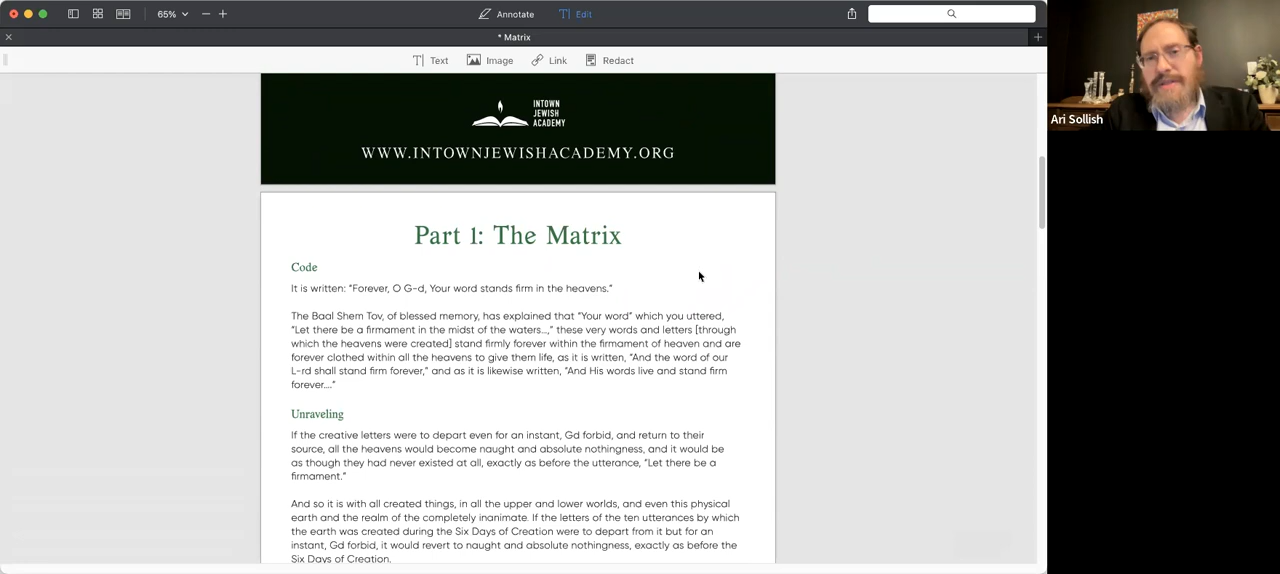 65%
Annotate
Edit
* Matrix
Text
Image
Link
Redact
INTOWN
JEWISH
ACADEMY
WWW.INTOWNJEWISHACADEMY.ORG
Part 1: The Matrix
Code
It is written: “Forever, O G-d, Your word stands firm in the heavens.”
The Baal Shem Tov, of blessed memory, has explained that “Your word” which you uttered,
“Let there be a firmament in the midst of the waters…,” these very words and letters [through
which the heavens were created] stand firmly forever within the firmament of heaven and are
forever clothed within all the heavens to give them life, as it is written, “And the word of our
L-rd shall stand firm forever,” and as it is likewise written, “And His words live and stand firm
forever….”
Unraveling
If the creative letters were to depart even for an instant, Gd forbid, and return to their
source, all the heavens would become naught and absolute nothingness, and it would be
as though they had never existed at all, exactly as before the utterance, “Let there be a
firmament.”
And so it is with all created things, in all the upper and lower worlds, and even this physical
earth and the realm of the completely inanimate. If the letters of the ten utterances by which
the earth was created during the Six Days of Creation were to depart from it but for an
instant, Gd forbid, it would revert to naught and absolute nothingness, exactly as before the
Six Days of Creation.
Ari Sollish